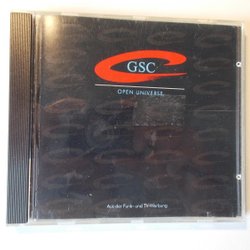 GSC
OPEN UNIVERSE.
Aus der Funk- und TV-Werbung